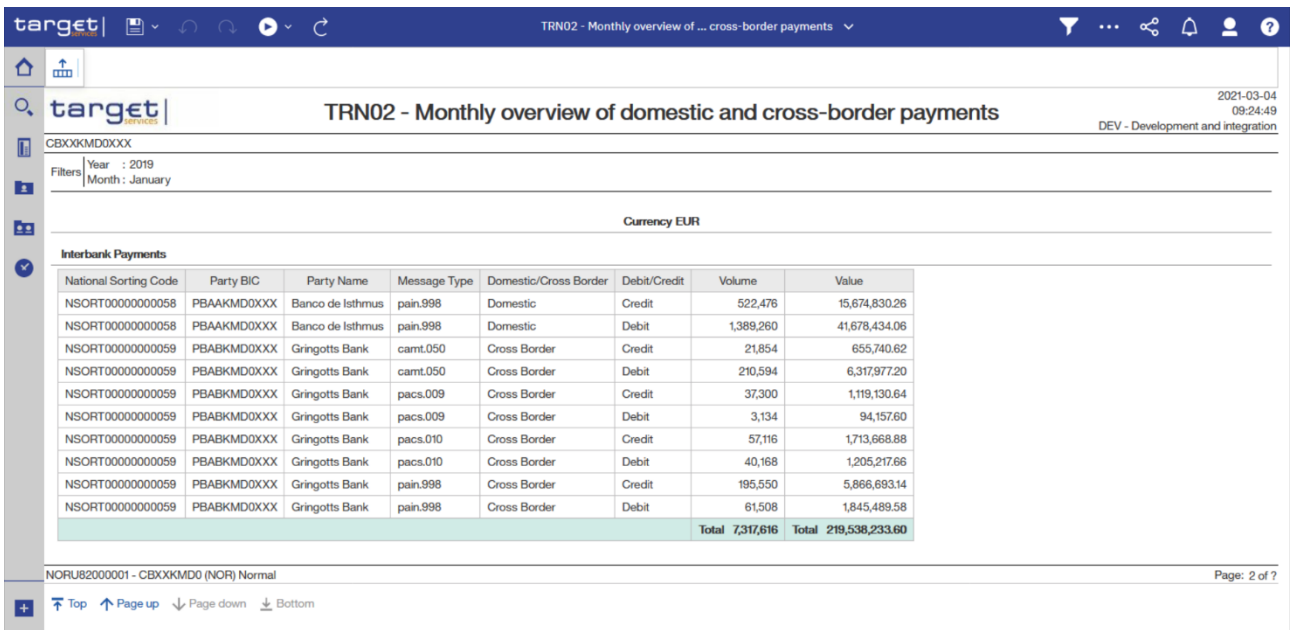 target| services TRN02 - Monthly overview of ... cross-border payments
2021-03-04
target| services TRN02 - Monthly overview of domestic and cross-border payments 09:24:49
DEV - Development and integration
CBXXKMD0XXX
Filters Year : 2019
Month : January
Currency EUR
Interbank Payments
National Sorting Code Party BIC Party Name Message Type Domestic/Cross Border Debit/Credit Volume Value
NSORT00000000058 PBAAKMD0XXX Banco de Isthmus pain.998 Domestic Credit 522,476 15,674,830.26
NSORT00000000058 PBAAKMD0XXX Banco de Isthmus pain.998 Domestic Debit 1,389,260 41,678,434.06
NSORT00000000059 PBABKMD0XXX Gringotts Bank camt.050 Cross Border Credit 21,854 655,740.62
NSORT00000000059 PBABKMD0XXX Gringotts Bank camt.050 Cross Border Debit 210,594 6,317,977.20
NSORT00000000059 PBABKMD0XXX Gringotts Bank pacs.009 Cross Border Credit 37,300 1,119,130.64
NSORT00000000059 PBABKMD0XXX Gringotts Bank pacs.009 Cross Border Debit 3,134 94,157.60
NSORT00000000059 PBABKMD0XXX Gringotts Bank pacs.010 Cross Border Credit 57,116 1,713,668.88
NSORT00000000059 PBABKMD0XXX Gringotts Bank pacs.010 Cross Border Debit 40,168 1,205,217.66
NSORT00000000059 PBABKMD0XXX Gringotts Bank pain.998 Cross Border Credit 195,550 5,866,693.14
NSORT00000000059 PBABKMD0XXX Gringotts Bank pain.998 Cross Border Debit 61,508 1,845,489.58
Total 7,317,616 Total 219,538,233.60
NORU82000001 - CBXXKMD0 (NOR) Normal Page: 2 of ?
Top Page up Page down Bottom